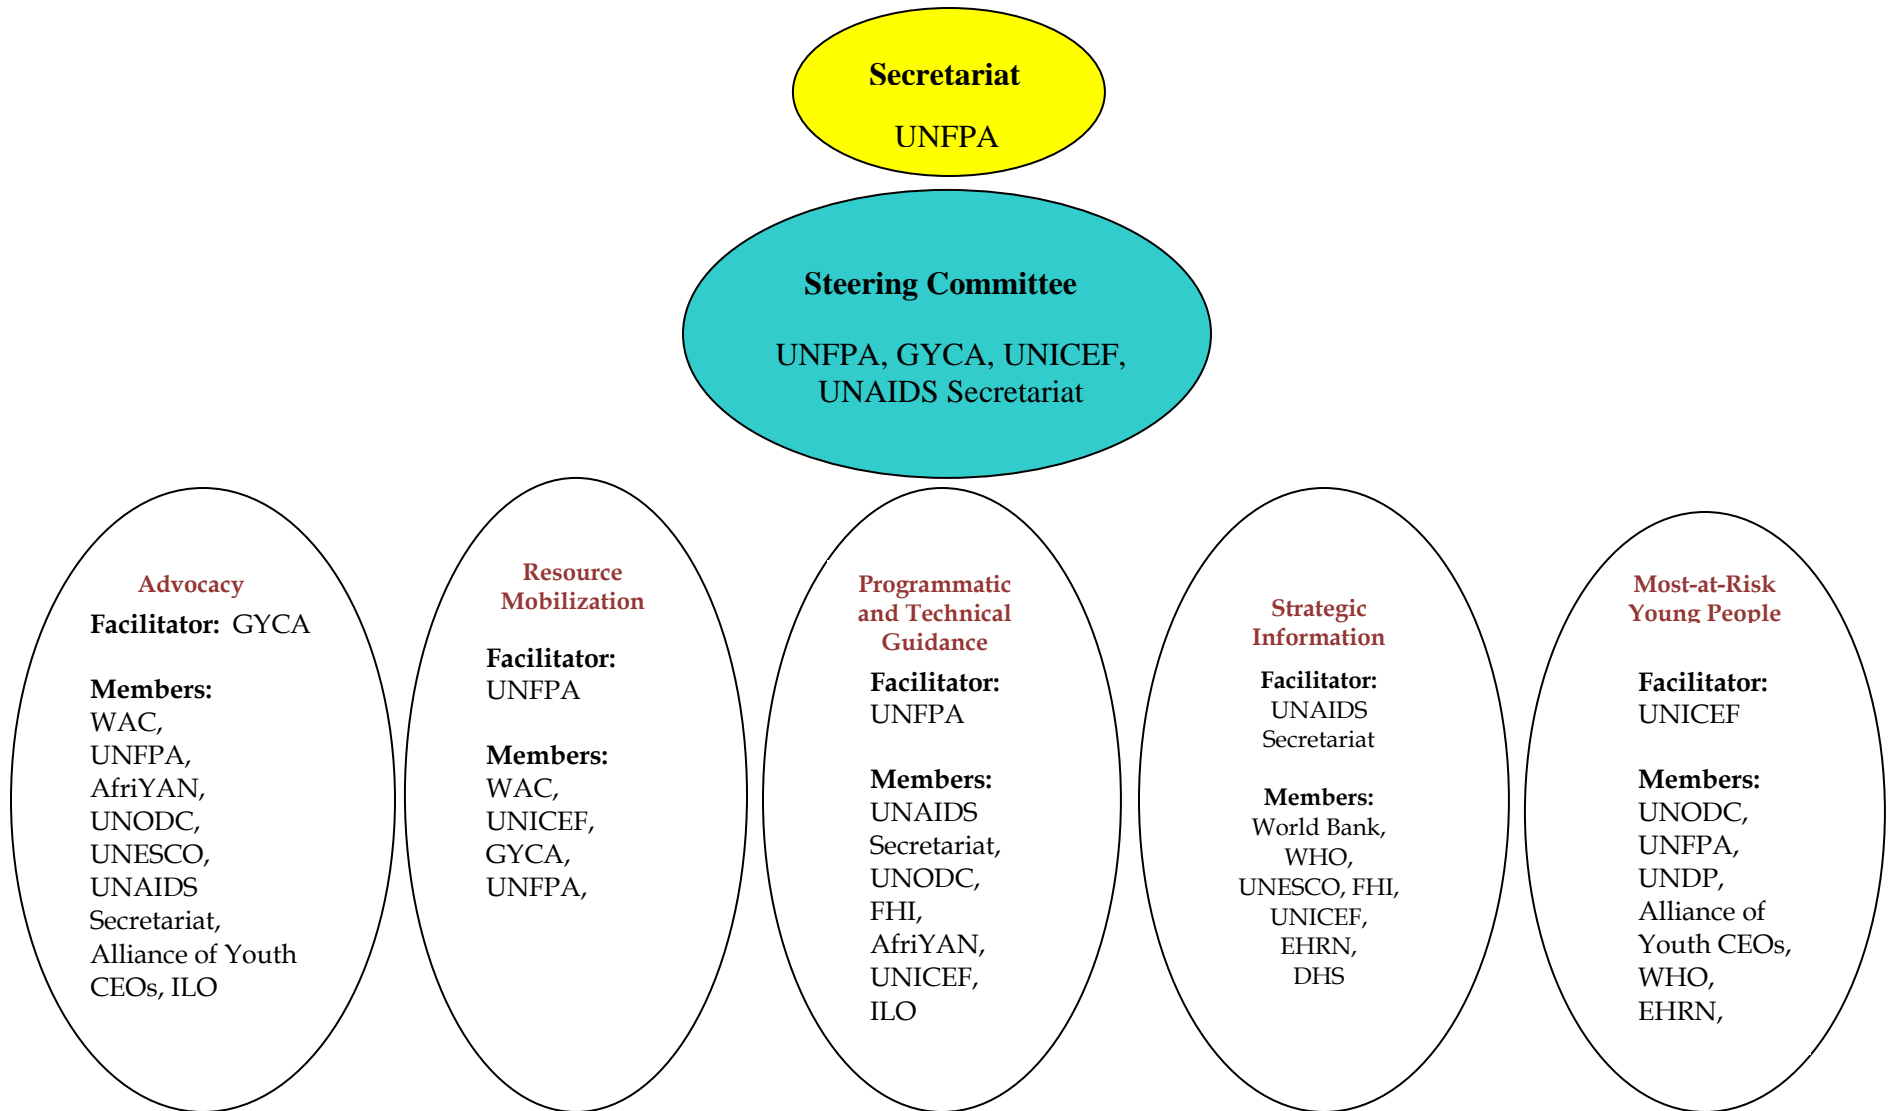 Secretariat
UNFPA
Steering Committee
UNFPA, GYCA, UNICEF,
UNAIDS Secretariat
Advocacy
Facilitator: GYCA
Members:
WAC,
UNFPA,
AfriYAN,
UNODC,
UNESCO,
UNAIDS
Secretariat,
Alliance of Youth
CEOs, ILO
Resource
Mobilization
Facilitator:
UNFPA
Members:
WAC,
UNICEF,
GYCA,
UNFPA,
Programmatic
and Technical
Guidance
Facilitator:
UNFPA
Members:
UNAIDS
Secretariat,
UNODC,
FHI,
AfriYAN,
UNICEF,
ILO
Strategic
Information
Facilitator:
UNAIDS
Secretariat
Members:
World Bank,
WHO,
UNESCO, FHI,
UNICEF,
EHRN,
DHS
Most-at-Risk
Young People
Facilitator:
UNICEF
Members:
UNODC,
UNFPA,
UNDP,
Alliance of
Youth CEOs,
WHO,
EHRN,